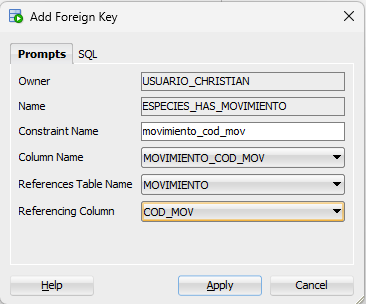 Add Foreign Key
Prompts SQL
Owner USUARIO_CHRISTIAN
Name ESPECIES_HAS_MOVIMIENTO
Constraint Name movimiento_cod_mov
Column Name MOVIMIENTO_COD_MOV
References Table Name MOVIMIENTO
Referencing Column COD_MOV
Help Apply Cancel